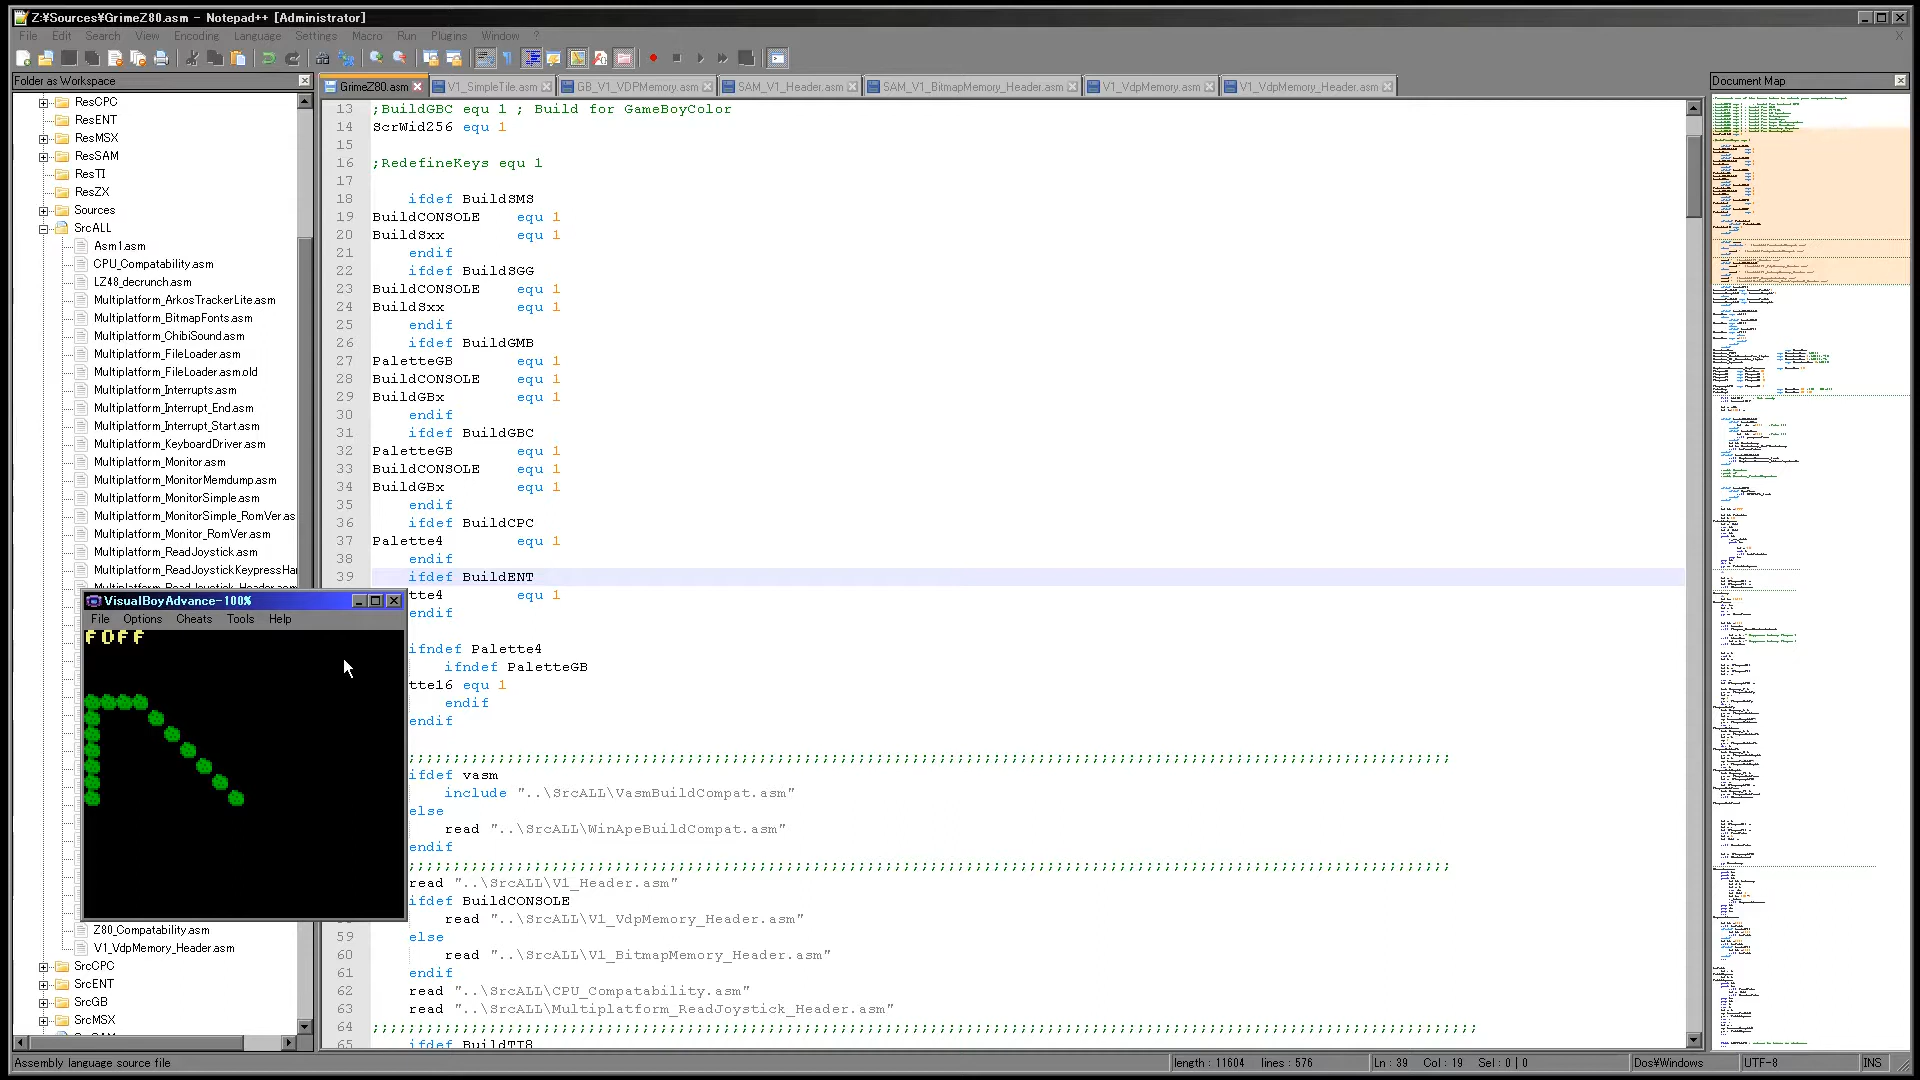 Z:¥Sources¥GrimeZ80.asm - Notepad++ [Administrator]
File Edit Search View Encoding Language Settings Macro Run Plugins Window ?
Folder as Workspace
GrimeZ80.asm V1_SimpleTile.asm GB_V1_VDPMemory.asm SAM_V1_Header.asm SAM_V1_BitmapMemory_Header.asm V1_VdpMemory.asm V1_VdpMemory_Header.asm
Document Map
ResCPC
ResENT
ResMSX
ResSAM
ResTI
ResZX
Sources
SrcALL
Asm1.asm
CPU_Compatability.asm
LZ48_decrunch.asm
Multiplatform_ArkosTrackerLite.asm
Multiplatform_BitmapFonts.asm
Multiplatform_ChibiSound.asm
Multiplatform_FileLoader.asm
Multiplatform_FileLoader.asm.old
Multiplatform_Interrupts.asm
Multiplatform_Interrupt_End.asm
Multiplatform_Interrupt_Start.asm
Multiplatform_KeyboardDriver.asm
Multiplatform_Monitor.asm
Multiplatform_MonitorMemdump.asm
Multiplatform_MonitorSimple.asm
Multiplatform_MonitorSimple_RomVer.as
Multiplatform_Monitor_RomVer.asm
Multiplatform_ReadJoystick.asm
Multiplatform_ReadJoystickKeypressHar
VisualBoyAdvance-100%
File Options Cheats Tools Help
FOFF
Z80_Compatability.asm
V1_VdpMemory_Header.asm
SrcCPC
SrcENT
SrcGB
SrcMSX
13 ;BuildGBC equ 1 ; Build for GameBoyColor
14 ScrWid256 equ 1
15
16 ;RedefineKeys equ 1
17
18 ifdef BuildSMS
19 BuildCONSOLE equ 1
20 BuildSxx equ 1
21 endif
22 ifdef BuildSGG
23 BuildCONSOLE equ 1
24 BuildSxx equ 1
25 endif
26 ifdef BuildGMB
27 PaletteGB equ 1
28 BuildCONSOLE equ 1
29 BuildGBx equ 1
30 endif
31 ifdef BuildGBC
32 PaletteGB equ 1
33 BuildCONSOLE equ 1
34 BuildGBx equ 1
35 endif
36 ifdef BuildCPC
37 Palette4 equ 1
38 endif
39 ifdef BuildENT
tte4 equ 1
endif
ifndef Palette4
ifndef PaletteGB
tte16 equ 1
endif
endif
;;;;;;;;;;;;;;;;;;;;;;;;;;;;;;;;;;;;;;;;;;;;;;;;;;;;;;;;;;;;;;;;;;;;;;;;;;;;;;;;;;;;;;;;;;;;;;;;;;;;;;;;;;;;;;;;;;;
ifdef vasm
include "..\SrcALL\VasmBuildCompat.asm"
else
read "..\SrcALL\WinApeBuildCompat.asm"
endif
;;;;;;;;;;;;;;;;;;;;;;;;;;;;;;;;;;;;;;;;;;;;;;;;;;;;;;;;;;;;;;;;;;;;;;;;;;;;;;;;;;;;;;;;;;;;;;;;;;;;;;;;;;;;;;;;;;;
read "..\SrcALL\V1_Header.asm"
ifdef BuildCONSOLE
read "..\SrcALL\V1_VdpMemory_Header.asm"
59 else
60 read "..\SrcALL\V1_BitmapMemory_Header.asm"
61 endif
62 read "..\SrcALL\CPU_Compatability.asm"
63 read "..\SrcALL\Multiplatform_ReadJoystick_Header.asm"
64 ;;;;;;;;;;;;;;;;;;;;;;;;;;;;;;;;;;;;;;;;;;;;;;;;;;;;;;;;;;;;;;;;;;;;;;;;;;;;;;;;;;;;;;;;;;;;;;;;;;;;;;;;;;;;;;;;;;;;;;;;;;
65 ifdef BuildTI8
Assembly language source file
length : 11604 lines : 576
Ln : 39 Col : 19 Sel : 0 | 0
Dos¥Windows
UTF-8
INS